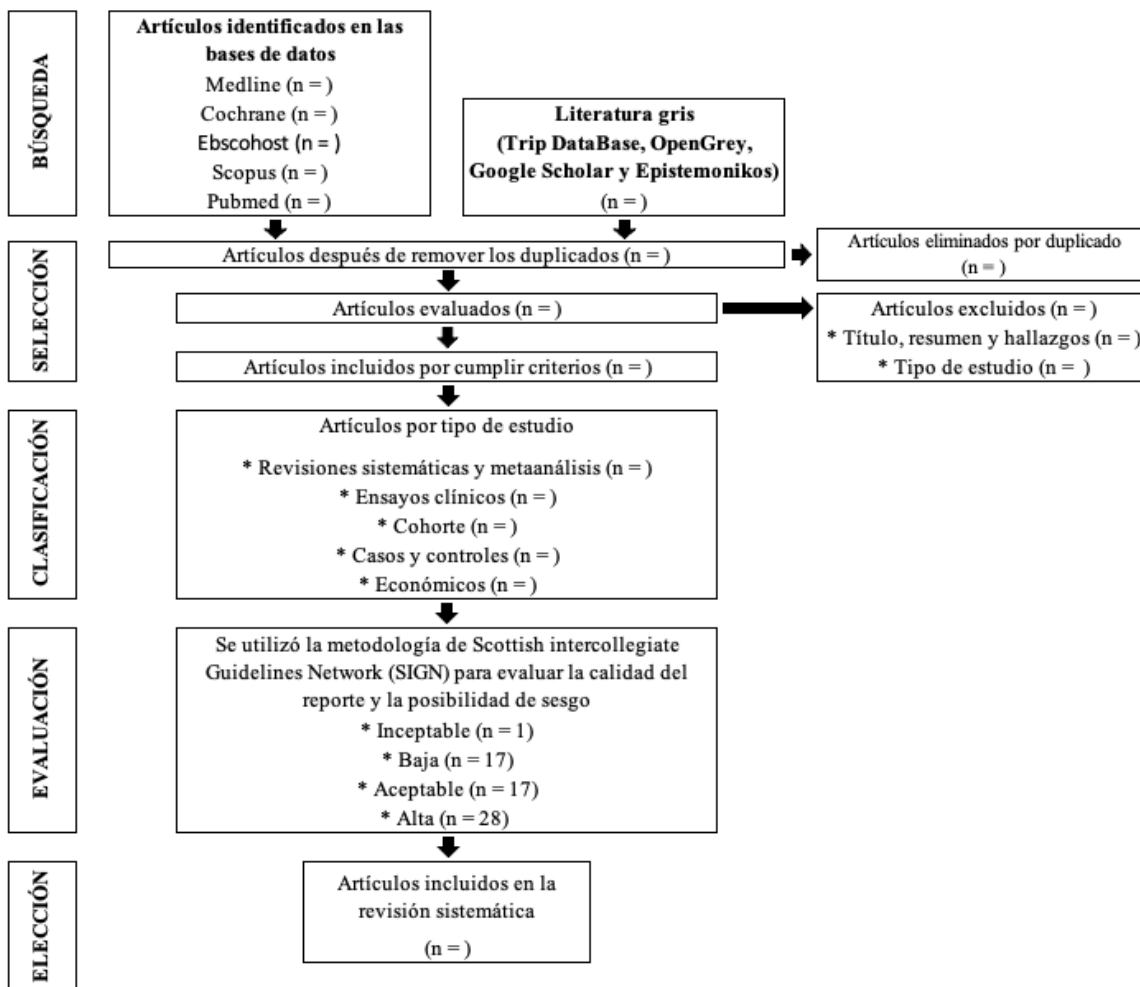 BÚSQUEDA
Artículos identificados en las
bases de datos
Medline (n = )
Cochrane (n = )
Ebscohost (n = )
Scopus (n = )
Pubmed (n = )
Literatura gris
(Trip DataBase, OpenGrey,
Google Scholar y Epistemonikos)
(n = )
SELECCIÓN
Artículos después de remover los duplicados (n = )
Artículos eliminados por duplicado
(n = )
Artículos evaluados (n = )
Artículos excluidos (n = )
* Título, resumen y hallazgos (n = )
* Tipo de estudio (n = )
Artículos incluidos por cumplir criterios (n = )
CLASIFICACIÓN
Artículos por tipo de estudio
* Revisiones sistemáticas y metaanálisis (n = )
* Ensayos clínicos (n = )
* Cohorte (n = )
* Casos y controles (n = )
* Económicos (n = )
EVALUACIÓN
Se utilizó la metodología de Scottish intercollegiate
Guidelines Network (SIGN) para evaluar la calidad del
reporte y la posibilidad de sesgo
* Inceptable (n = 1)
* Baja (n = 17)
* Aceptable (n = 17)
* Alta (n = 28)
ELECCIÓN
Artículos incluidos en la
revisión sistemática
(n = )